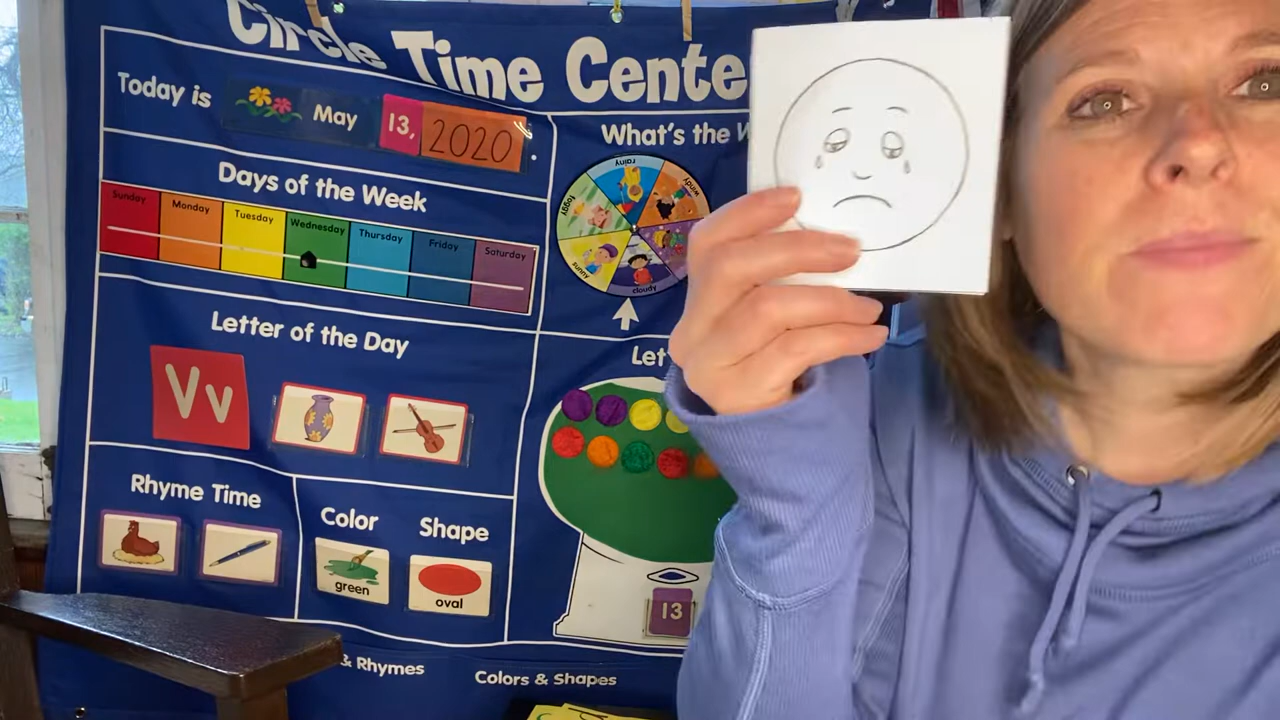 Circle Time Cente
Today is May 13, 2020.
What's the W
Days of the Week
Sunday Monday Tuesday Wednesday Thursday Friday Saturday
rainy
windy
foggy
sunny
cloudy
Letter of the Day
Let
Vv
Rhyme Time
Color Shape
green oval
13
& Rhymes
Colors & Shapes